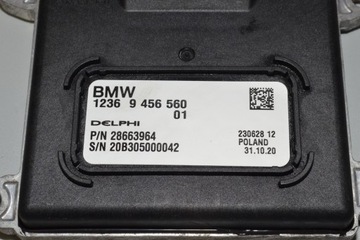 BMW
1236 9 456 560
01
DELPHI
P/N 28663964
S/N 20B305000042
230628 12
POLAND
31.10.20